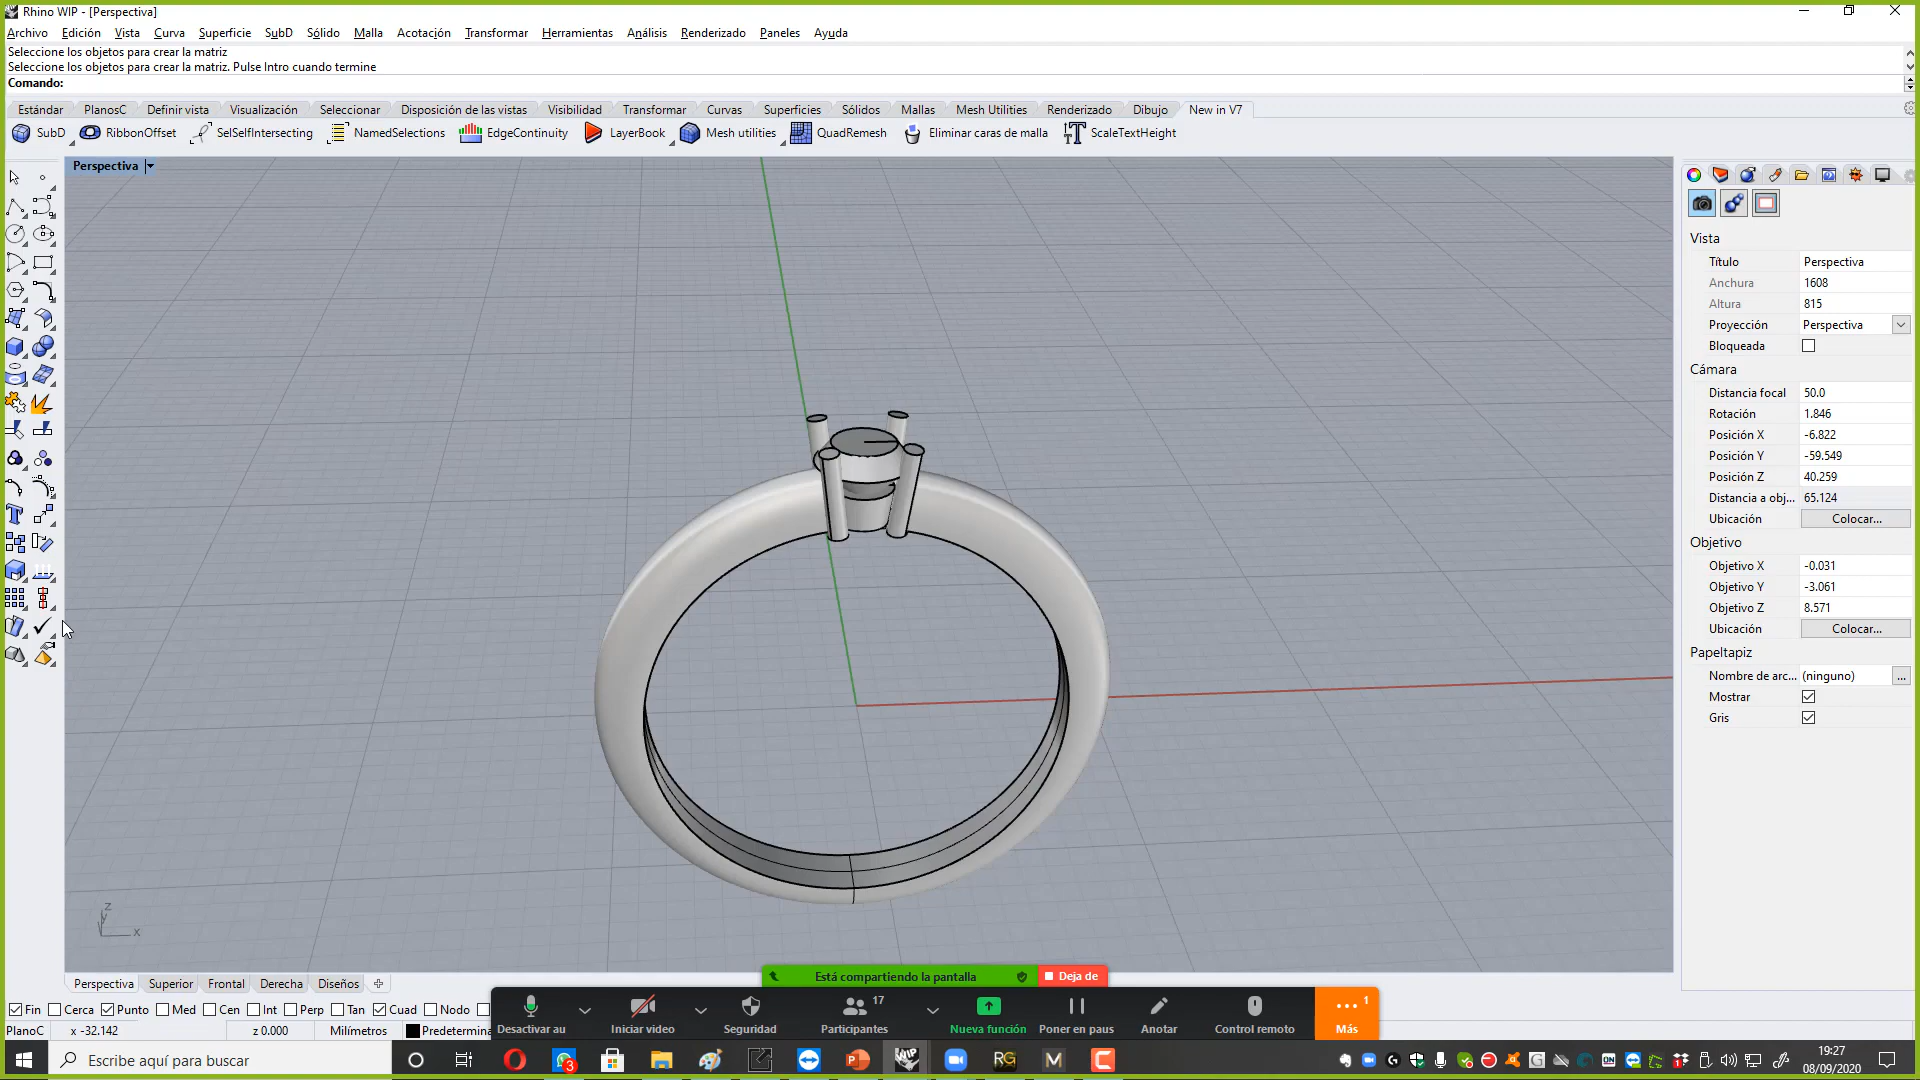 Rhino WIP - [Perspectiva]
Archivo Edición Vista Curva Superficie SubD Sólido Malla Acotación Transformar Herramientas Análisis Renderizado Paneles Ayuda
Seleccione los objetos para crear la matriz
Seleccione los objetos para crear la matriz. Pulse Intro cuando termine
Comando:
Estándar PlanosC Definir vista Visualización Seleccionar Disposición de las vistas Visibilidad Transformar Curvas Superficies Sólidos Mallas Mesh Utilities Renderizado Dibujo New in V7
SubD RibbonOffset SelSelfIntersecting NamedSelections EdgeContinuity LayerBook Mesh utilities QuadRemesh Eliminar caras de malla ScaleTextHeight
Perspectiva
Vista
Título Perspectiva
Anchura 1608
Altura 815
Proyección Perspectiva
Bloqueada
Cámara
Distancia focal 50.0
Rotación 1.846
Posición X -6.822
Posición Y -59.549
Posición Z 40.259
Distancia a obj... 65.124
Ubicación Colocar...
Objetivo
Objetivo X -0.031
Objetivo Y -3.061
Objetivo Z 8.571
Ubicación Colocar...
Papeltapiz
Nombre de arc... (ninguno) ...
Mostrar
Gris
z
y
x
Perspectiva Superior Frontal Derecha Diseños
Está compartiendo la pantalla Deja de
Fin Cerca Punto Med Cen Int Perp Tan Cuad Nodo
PlanoC x -32.142 z 0.000 Milímetros Predetermina
17 1
Desactivar au Iniciar video Seguridad Participantes Nueva función Poner en paus Anotar Control remoto Más
Escribe aquí para buscar
3 WIP RG M C
G ON
19:27
08/09/2020